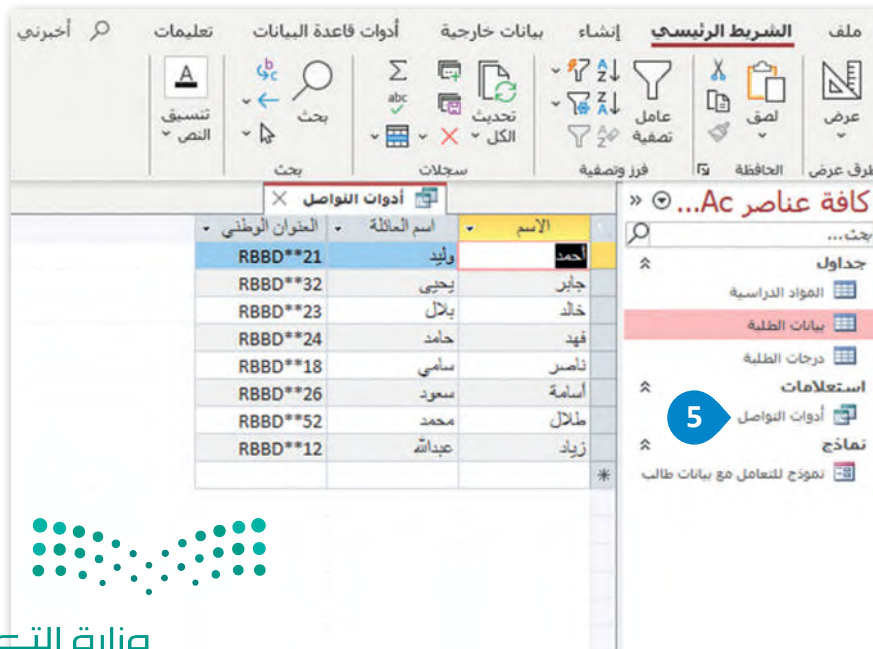 ملف الشريط الرئيسي إنشاء بيانات خارجية أدوات قاعدة البيانات تعليمات أخبرني
عرض
لصق
عامل تصفية
تحديث الكل
بحث
تنسيق النص
طرق عرض
الحافظة
فرز وتصفية
سجلات
بحث
أدوات التواصل
الاسم اسم العائلة العنوان الوطني
أحمد وليد RBBD**21
جابر يحيى RBBD**32
خالد بلال RBBD**23
فهد حامد RBBD**24
ناصر سامي RBBD**18
أسامة سعود RBBD**26
طلال محمد RBBD**52
زياد عبدالله RBBD**12
كافة عناصر Ac...
بحث...
جداول
المواد الدراسية
بيانات الطلبة
درجات الطلبة
استعلامات
أدوات التواصل
5
نماذج
نموذج للتعامل مع بيانات طالب
وزارة